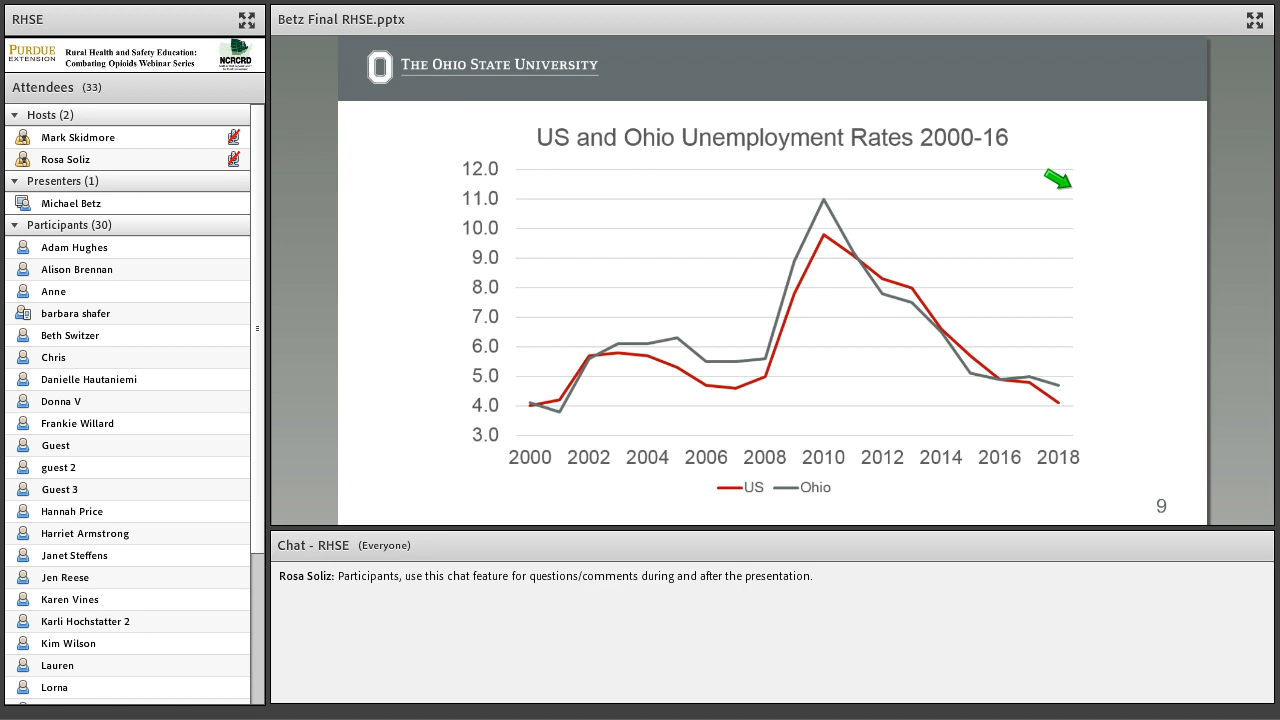 RHSE
PURDUE
EXTENSION
Rural Health and Safety Education:
Combating Opioids Webinar Series
NCRCRD
Attendees (33)
Hosts (2)
Mark Skidmore
Rosa Soliz
Presenters (1)
Michael Betz
Participants (30)
Adam Hughes
Alison Brennan
Anne
barbara shafer
Beth Switzer
Chris
Danielle Hautaniemi
Donna V
Frankie Willard
Guest
guest 2
Guest 3
Hannah Price
Harriet Armstrong
Janet Steffens
Jen Reese
Karen Vines
Karli Hochstatter 2
Kim Wilson
Lauren
Lorna
Betz Final RHSE.pptx
THE OHIO STATE UNIVERSITY
US and Ohio Unemployment Rates 2000-16
12.0
11.0
10.0
9.0
8.0
7.0
6.0
5.0
4.0
3.0
2000 2002 2004 2006 2008 2010 2012 2014 2016 2018
US Ohio
9
Chat - RHSE (Everyone)
Rosa Soliz: Participants, use this chat feature for questions/comments during and after the presentation.